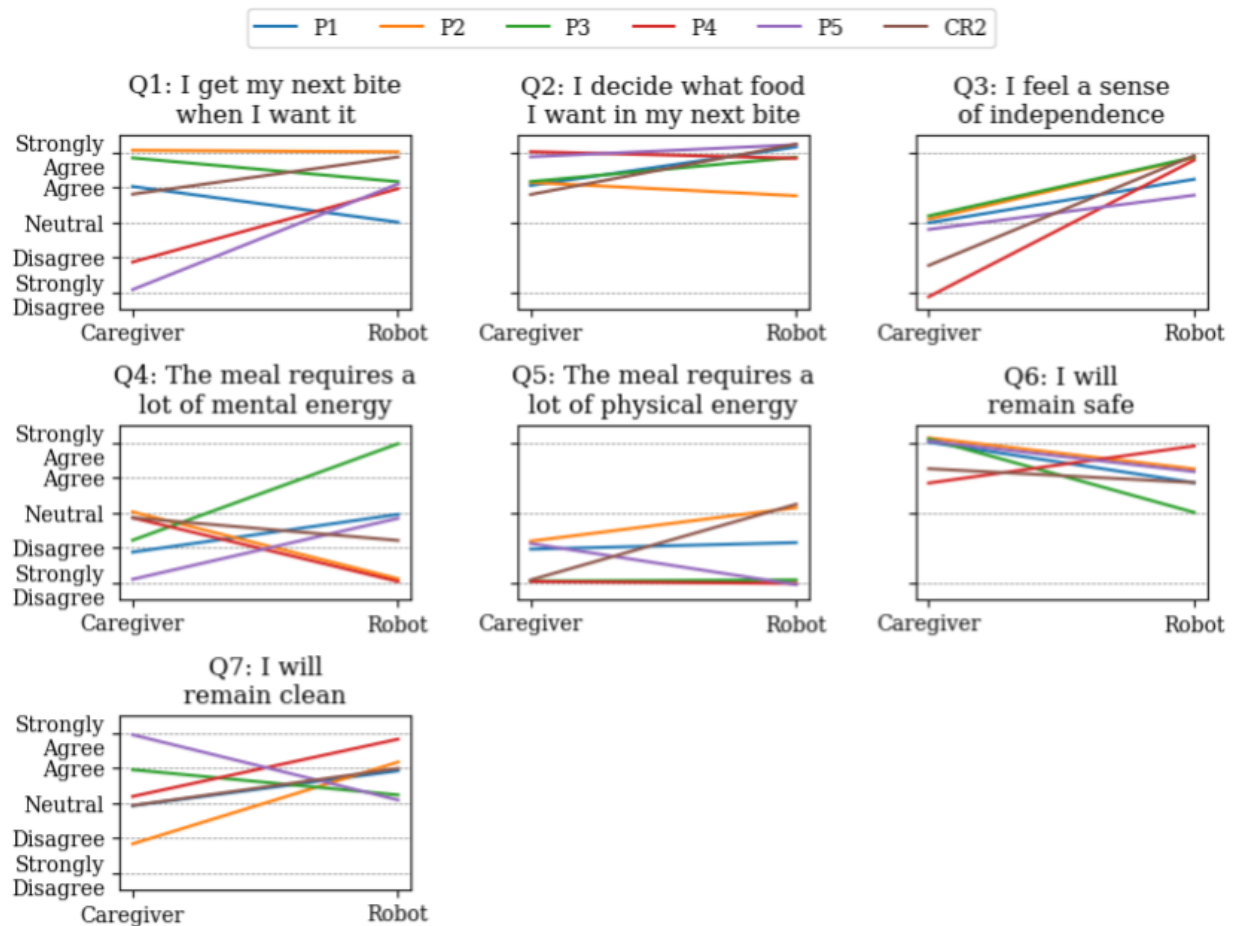 P1 P2 P3 P4 P5 CR2
Q1: I get my next bite
when I want it
Strongly
Agree
Agree
Neutral
Disagree
Strongly
Disagree
Caregiver Robot
Q2: I decide what food
I want in my next bite
Caregiver Robot
Q3: I feel a sense
of independence
Caregiver Robot
Q4: The meal requires a
lot of mental energy
Strongly
Agree
Agree
Neutral
Disagree
Strongly
Disagree
Caregiver Robot
Q5: The meal requires a
lot of physical energy
Caregiver Robot
Q6: I will
remain safe
Caregiver Robot
Q7: I will
remain clean
Strongly
Agree
Agree
Neutral
Disagree
Strongly
Disagree
Caregiver Robot